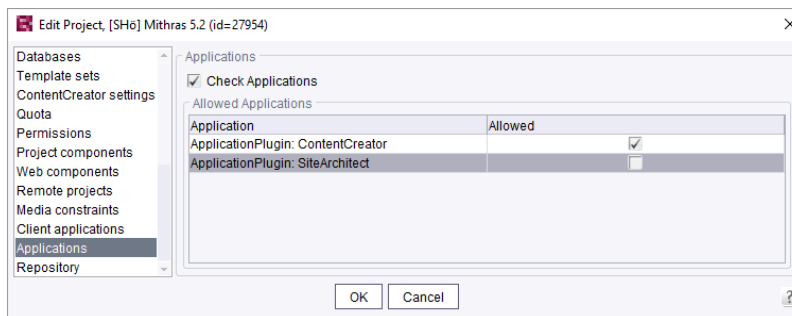 Edit Project, [SHö] Mithras 5.2 (id=27954)
Databases
Template sets
ContentCreator settings
Quota
Permissions
Project components
Web components
Remote projects
Media constraints
Client applications
Applications
Repository
Applications
Check Applications
Allowed Applications
Application Allowed
ApplicationPlugin: ContentCreator
ApplicationPlugin: SiteArchitect
OK Cancel
?